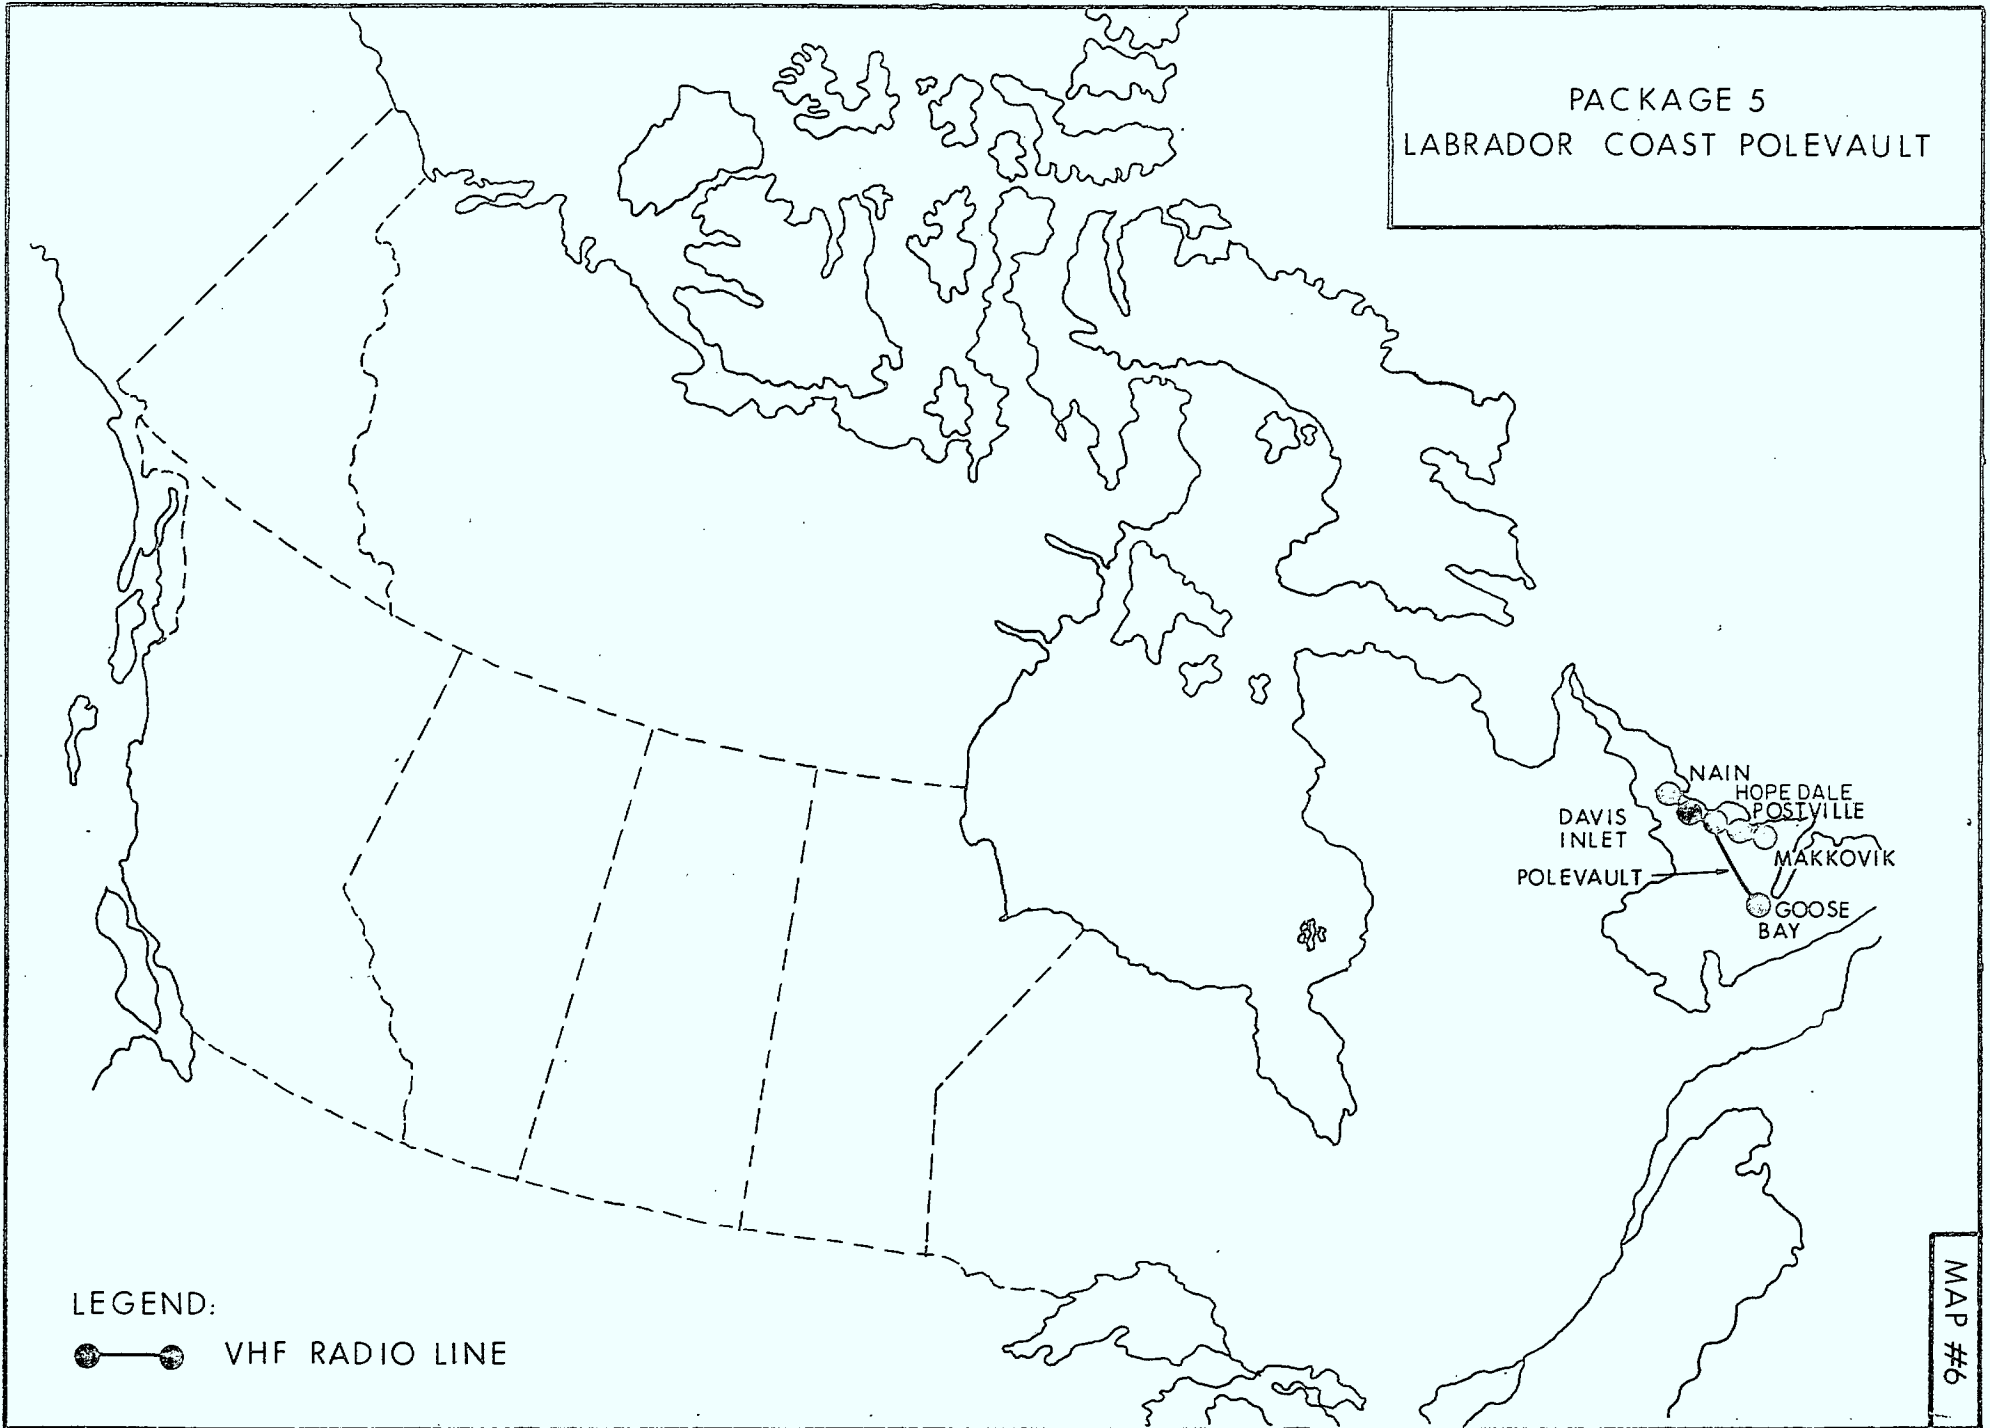 PACKAGE 5
LABRADOR COAST POLEVAULT
NAIN
HOPE DALE
POSTVILLE
DAVIS
INLET
MAKKOVIK
POLEVAULT
GOOSE
BAY
LEGEND:
VHF RADIO LINE
MAP #6